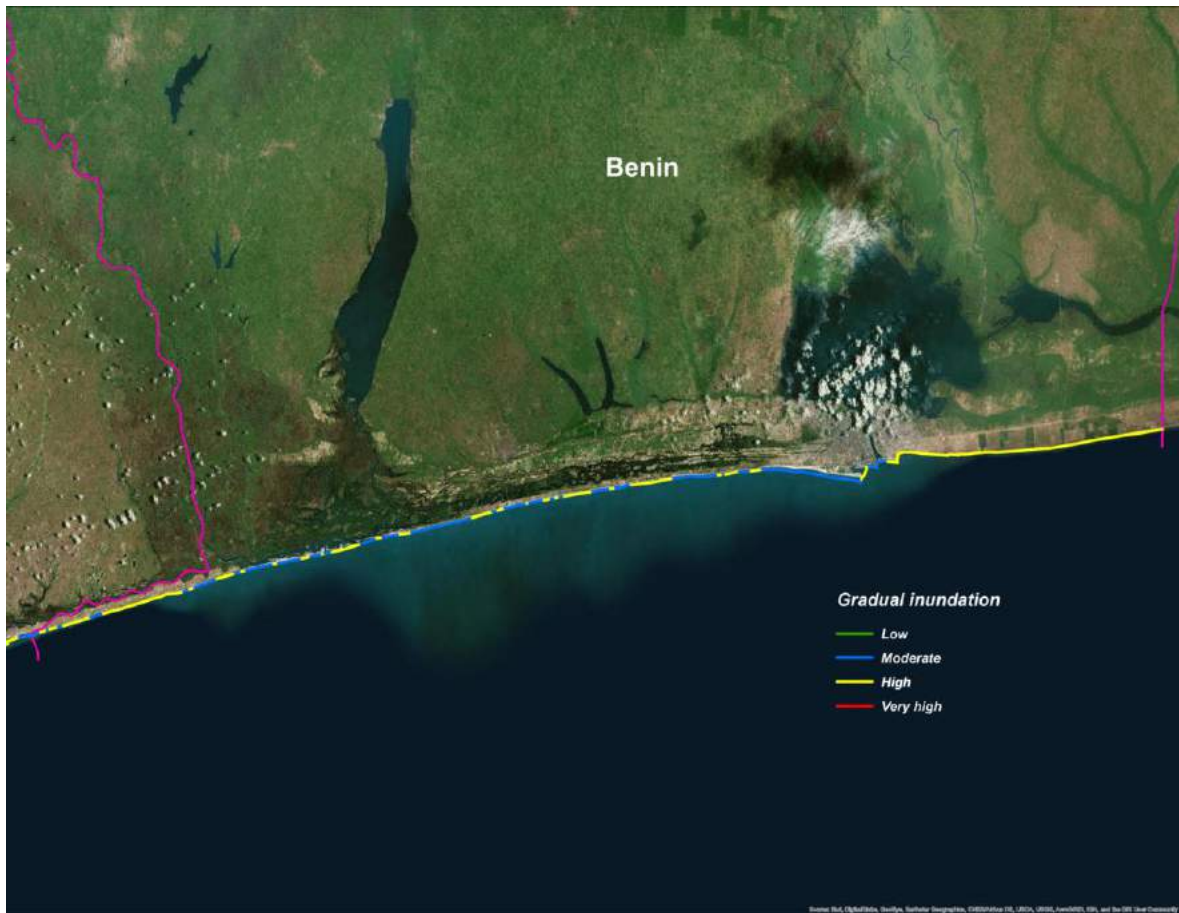 Benin
Gradual inundation
Low
Moderate
High
Very high